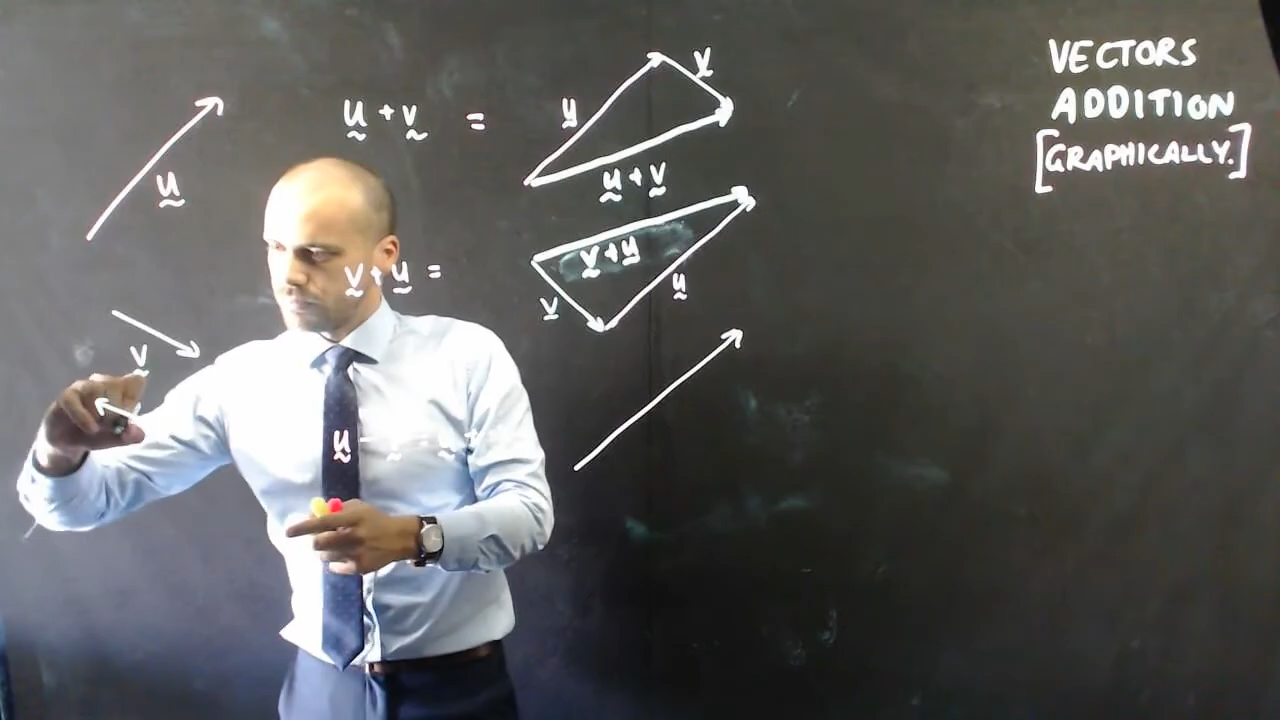 VECTORS
ADDITION
[GRAPHICALLY.]
u
u + v =
u
v
u + v
v + u =
v + u
v
u
v
u